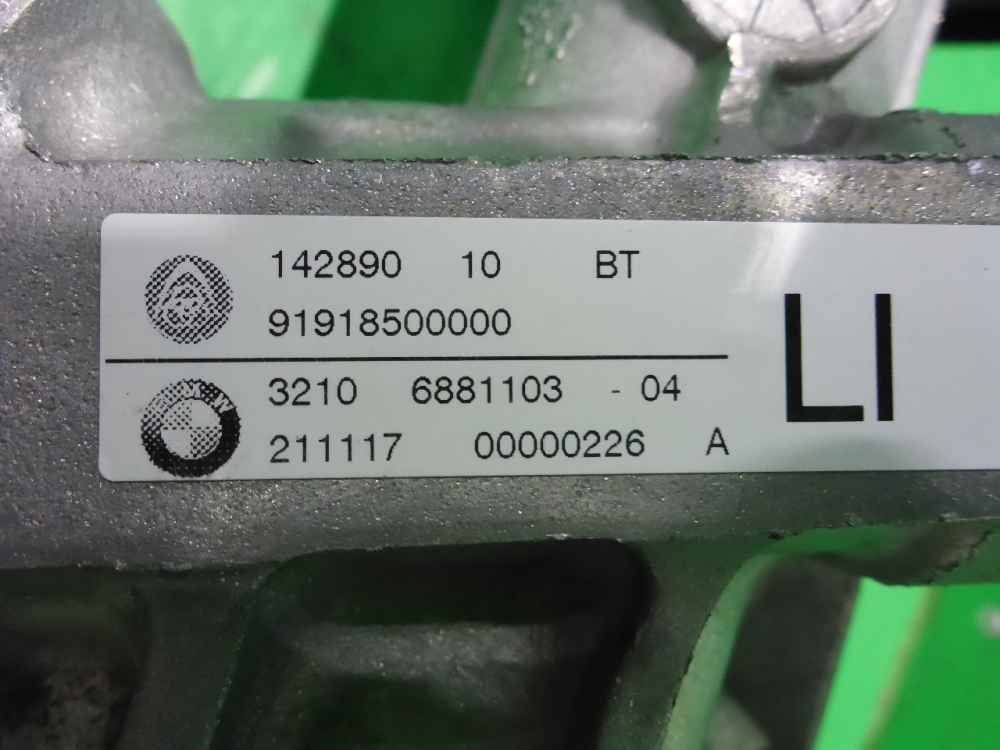 142890 10 BT
91918500000
LI
3210 6881103 - 04
211117 00000226 A